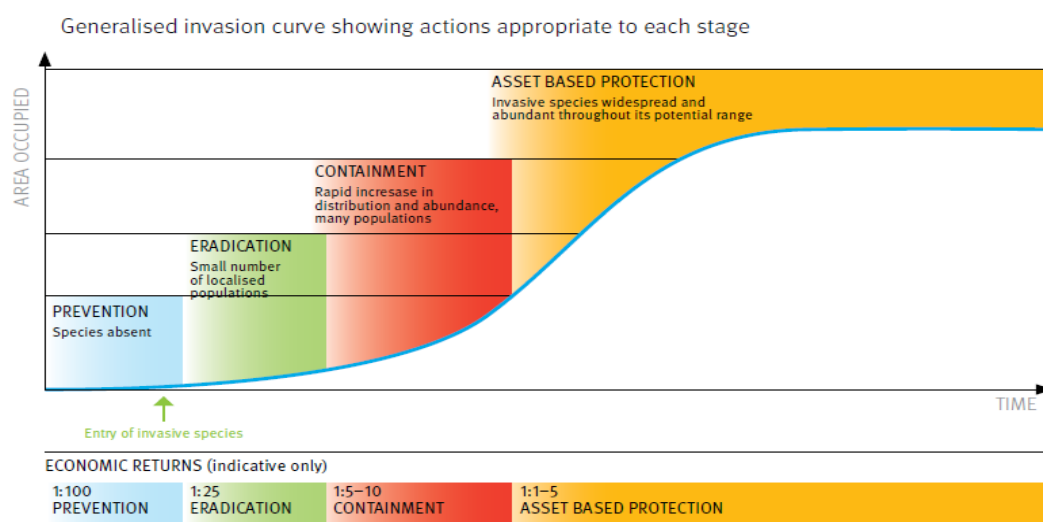 Generalised invasion curve showing actions appropriate to each stage
AREA OCCUPIED
ASSET BASED PROTECTION
Invasive species widespread and
abundant throughout its potential range
CONTAINMENT
Rapid incresase in
distribution and abundance,
many populations
ERADICATION
Small number
of localised
populations
PREVENTION
Species absent
TIME
Entry of invasive species
ECONOMIC RETURNS (indicative only)
1:100
PREVENTION
1:25
ERADICATION
1:5–10
CONTAINMENT
1:1–5
ASSET BASED PROTECTION